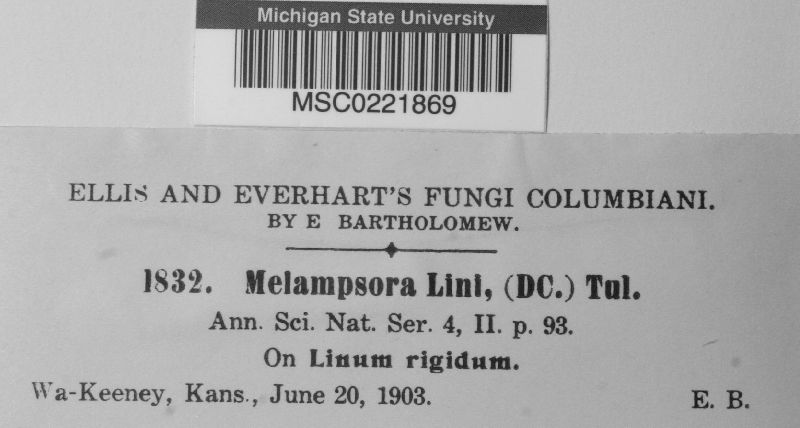 Michigan State University
MSC0221869
ELLIS AND EVERHART'S FUNGI COLUMBIANI.
BY E BARTHOLOMEW.
1832. Melampsora Lini, (DC.) Tul.
Ann. Sci. Nat. Ser. 4, II. p. 93.
On Linum rigidum.
Wa-Keeney, Kans., June 20, 1903. E. B.